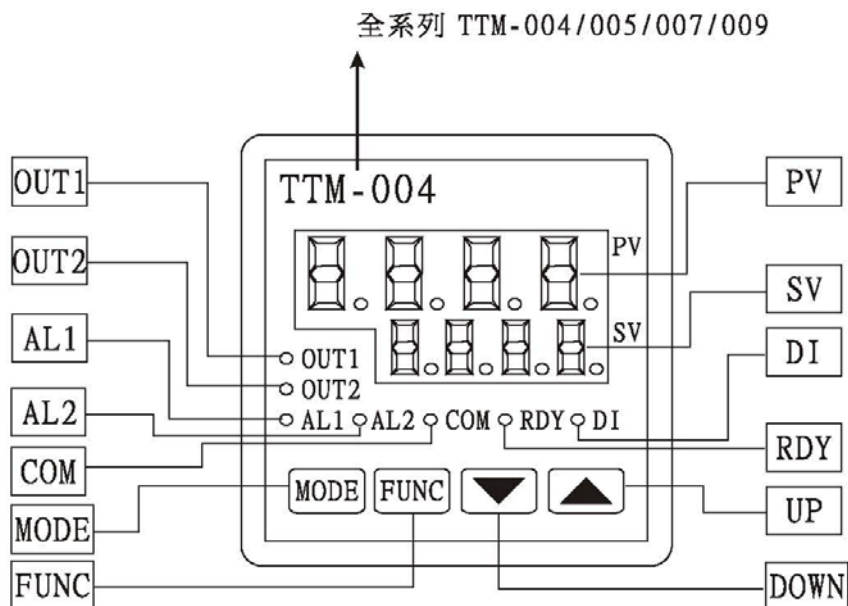 全系列 TTM-004/005/007/009
TTM-004
OUT1
PV
PV
OUT2
SV
SV
OUT1
AL1
DI
OUT2
AL2
AL1 AL2 COM RDY DI
RDY
COM
MODE FUNC
UP
MODE
FUNC
DOWN